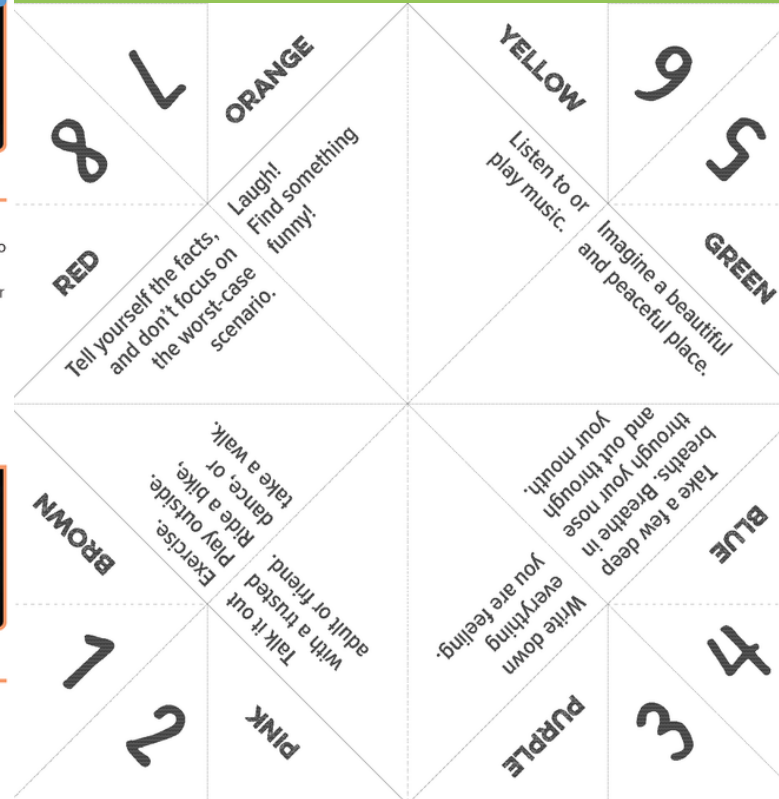 7
8
ORANGE
Laugh!
Find something
funny!
RED
Tell yourself the facts,
and don't focus on
the worst-case
scenario.
YELLOW
6
5
Listen to or
play music.
GREEN
Imagine a beautiful
and peaceful place.
BROWN
Exercise.
Play outside.
Ride a bike,
dance, or
take a walk.
1
2
PINK
Talk it out
with a trusted
adult or friend.
BLUE
Take a few deep
breaths. Breathe in
through your nose
and out through
your mouth.
4
3
PURPLE
Write down
everything
you are feeling.